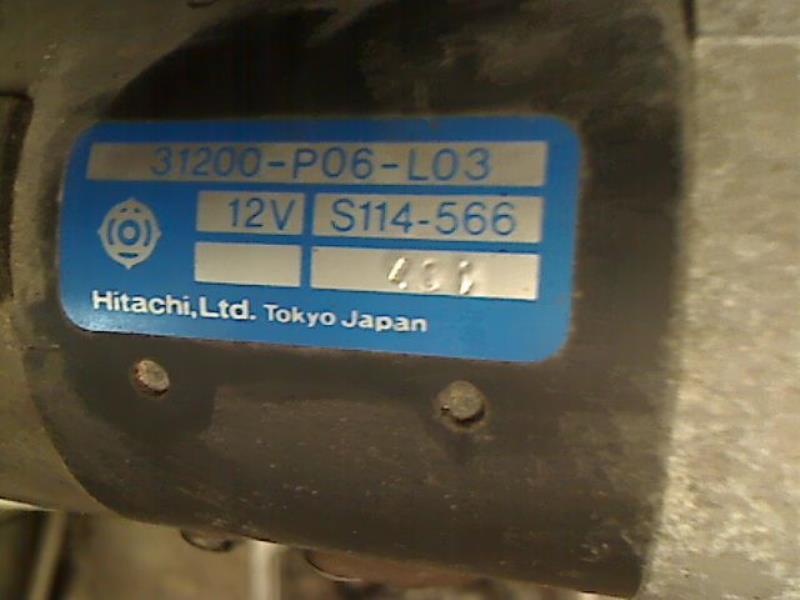 31200-P06-L03
12V S114-566
Hitachi,Ltd. Tokyo Japan